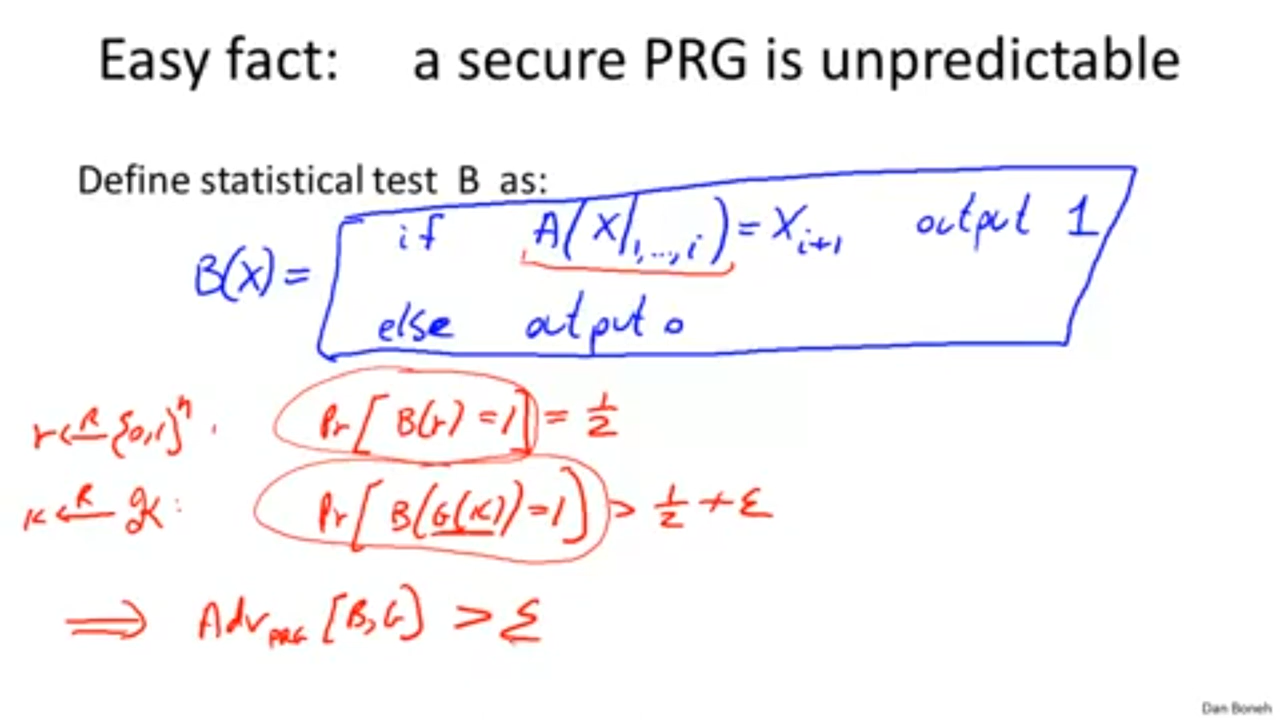 Easy fact: a secure PRG is unpredictable
Define statistical test B as:
B(X) = if A(X|₁,...,ᵢ) = Xᵢ₊₁ output 1
else output 0
r ←ᴿ {0,1}ⁿ : Pr[B(r) = 1] = 1/2
K ←ᴿ 𝒦 : Pr[B(G(K)) = 1] > 1/2 + ε
⟹ Adv_PRG [B,G] > ε
Dan Boneh